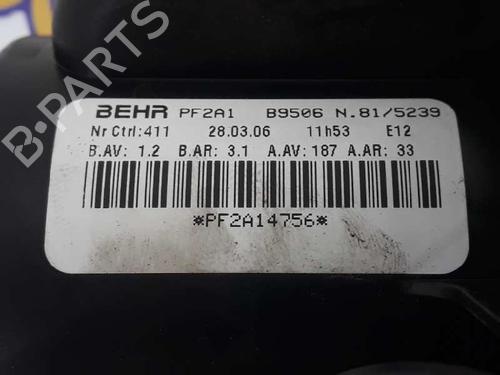 BEHR PF2A1 B9506 N.81/5239
Nr Ctrl:411 28.03.06 11h53 E12
B.AV: 1.2 B.AR: 3.1 A.AV: 187 A.AR: 33
*PF2A14756*
B-PARTS